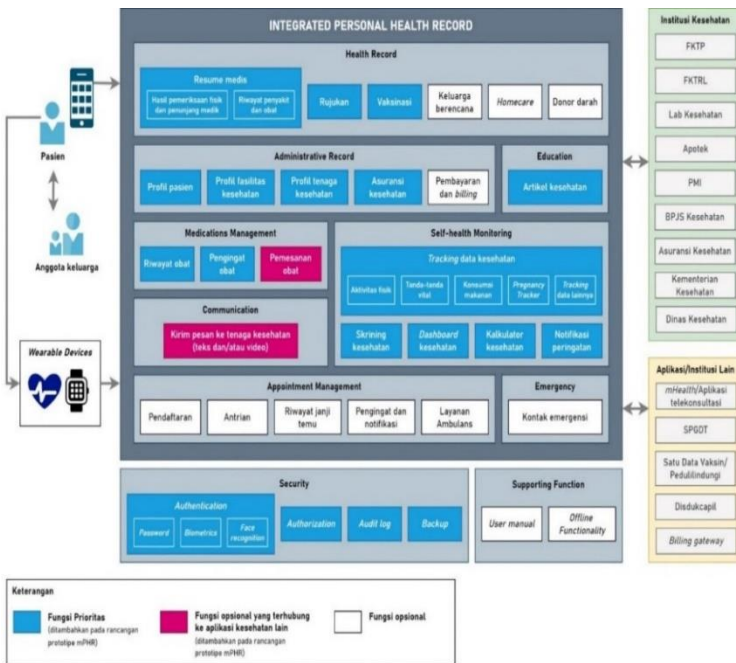 INTEGRATED PERSONAL HEALTH RECORD
Health Record
Resume medis
Hasil pemeriksaan fisik
dan penunjang medik
Riwayat penyakit
dan obat
Rujukan
Vaksinasi
Keluarga
berencana
Homecare
Donor darah
Administrative Record
Profil pasien
Profil fasilitas
kesehatan
Profil tenaga
kesehatan
Asuransi
kesehatan
Pembayaran
dan billing
Education
Artikel kesehatan
Medications Management
Riwayat obat
Pengingat
obat
Pemesanan
obat
Self-health Monitoring
Tracking data kesehatan
Aktivitas fisik
Tanda-tanda
vital
Konsumsi
makanan
Pregnancy
Tracker
Tracking
data lainnya
Skrining
kesehatan
Dashboard
kesehatan
Kalkulator
kesehatan
Notifikasi
peringatan
Communication
Kirim pesan ke tenaga kesehatan
(teks dan/atau video)
Appointment Management
Pendaftaran
Antrian
Riwayat janji
temu
Pengingat dan
notifikasi
Layanan
Ambulans
Emergency
Kontak emergensi
Security
Authentication
Password
Biometrics
Face
recognition
Authorization
Audit log
Backup
Supporting Function
User manual
Offline
Functionality
Pasien
Anggota keluarga
Wearable Devices
Institusi Kesehatan
FKTP
FKTRL
Lab Kesehatan
Apotek
PMI
BPJS Kesehatan
Asuransi Kesehatan
Kementerian
Kesehatan
Dinas Kesehatan
Aplikasi/Institusi Lain
mHealth/Aplikasi
telekonsultasi
SPGDT
Satu Data Vaksin/
Pedulilindungi
Disdukcapil
Billing gateway
Keterangan
Fungsi Prioritas
(ditambahkan pada rancangan
prototipe mPHR)
Fungsi opsional yang terhubung
ke aplikasi kesehatan lain
(ditambahkan pada rancangan
prototipe mPHR)
Fungsi opsional